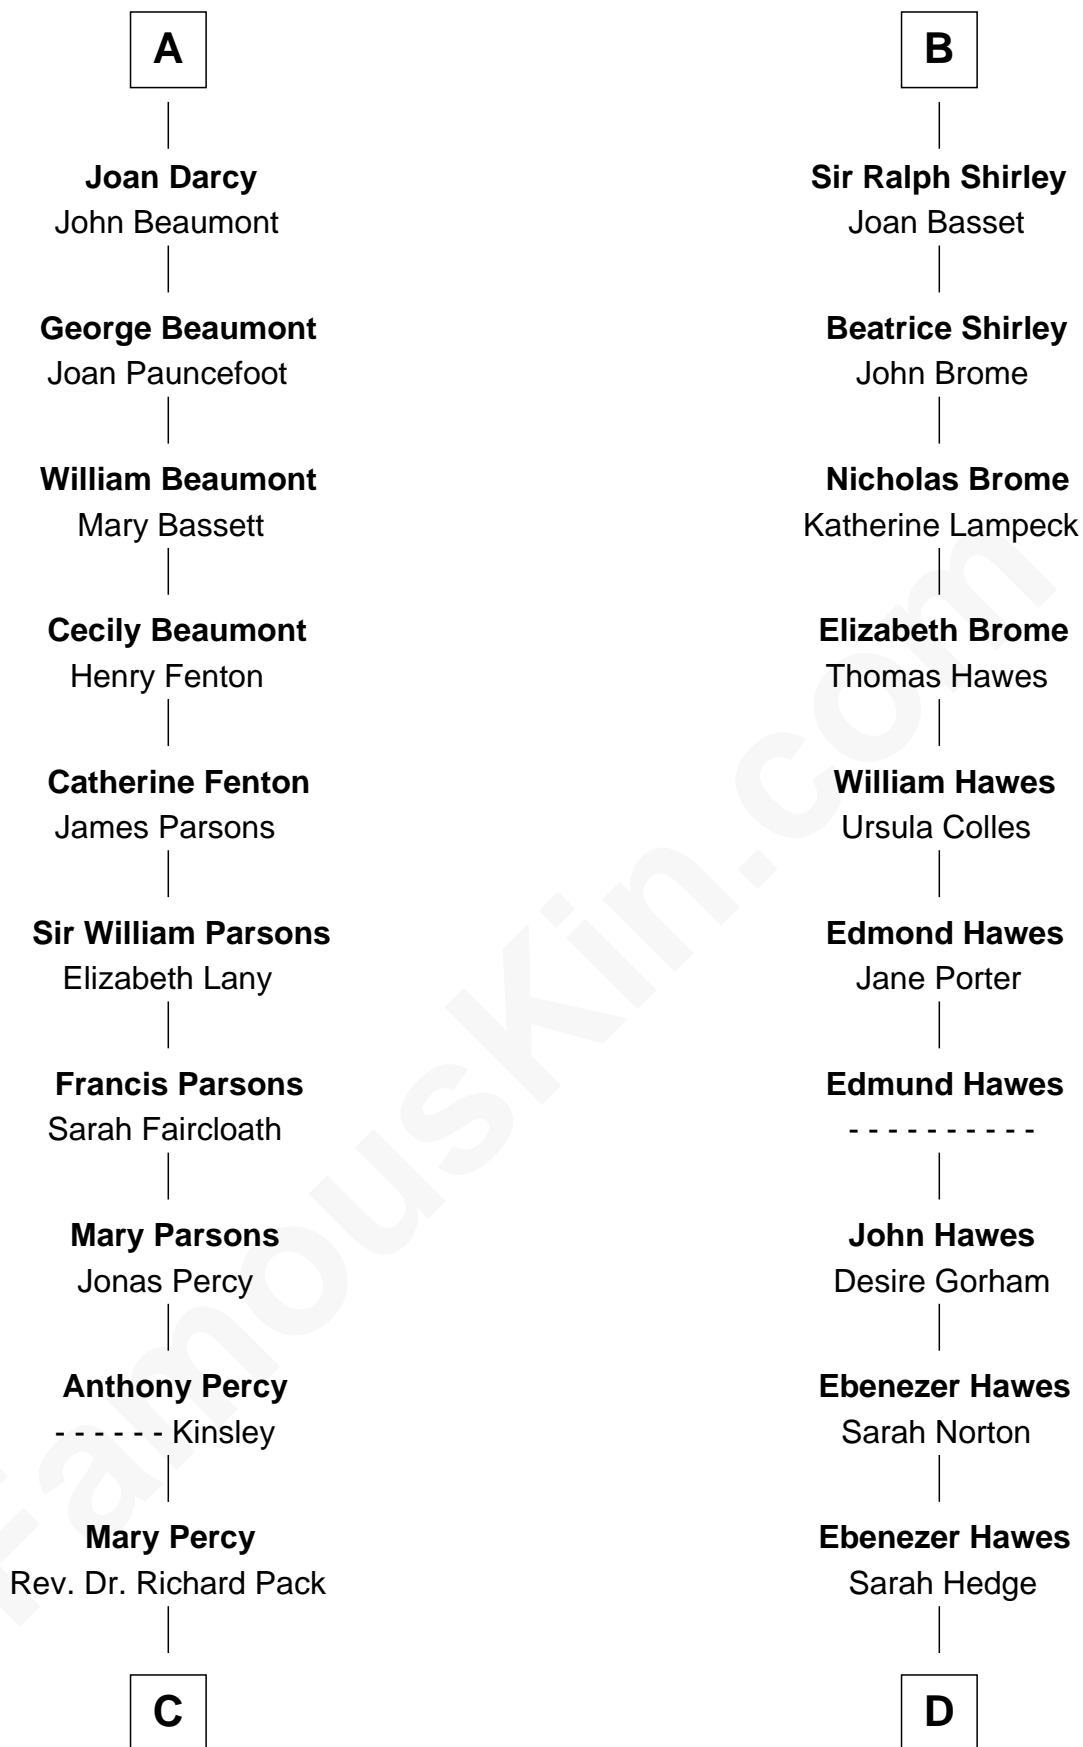 A
Joan Darcy
John Beaumont
George Beaumont
Joan Pauncefoot
William Beaumont
Mary Bassett
Cecily Beaumont
Henry Fenton
Catherine Fenton
James Parsons
Sir William Parsons
Elizabeth Lany
Francis Parsons
Sarah Faircloath
Mary Parsons
Jonas Percy
Anthony Percy
- - - - - - Kinsley
Mary Percy
Rev. Dr. Richard Pack
C
B
Sir Ralph Shirley
Joan Basset
Beatrice Shirley
John Brome
Nicholas Brome
Katherine Lampeck
Elizabeth Brome
Thomas Hawes
William Hawes
Ursula Colles
Edmond Hawes
Jane Porter
Edmund Hawes
- - - - - - - - - -
John Hawes
Desire Gorham
Ebenezer Hawes
Sarah Norton
Ebenezer Hawes
Sarah Hedge
D
FamousKin.com